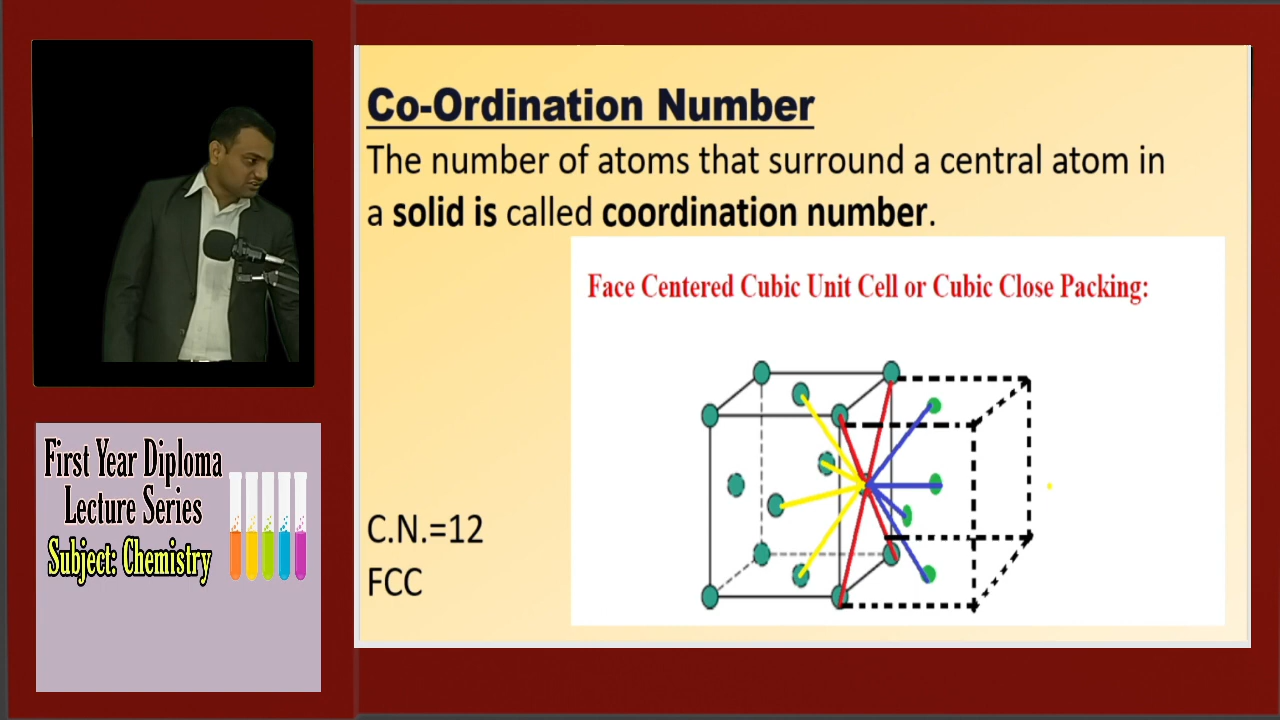 Co-Ordination Number
The number of atoms that surround a central atom in
a solid is called coordination number.
Face Centered Cubic Unit Cell or Cubic Close Packing:
C.N.=12
FCC
First Year Diploma
Lecture Series
Subject: Chemistry